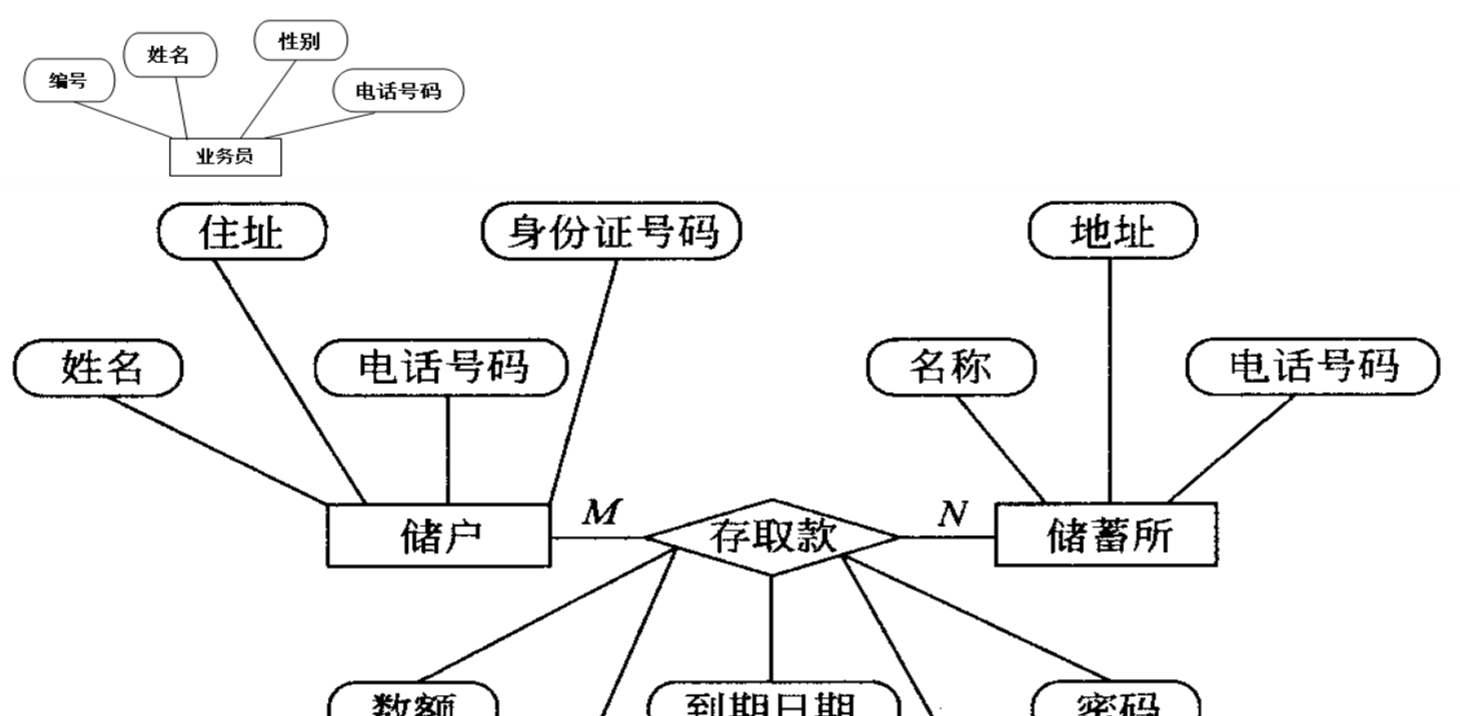 性别
姓名
编号
电话号码
业务员
住址
身份证号码
地址
姓名
电话号码
名称
电话号码
储户
M
存取款
N
储蓄所
数额
到期日期
密码